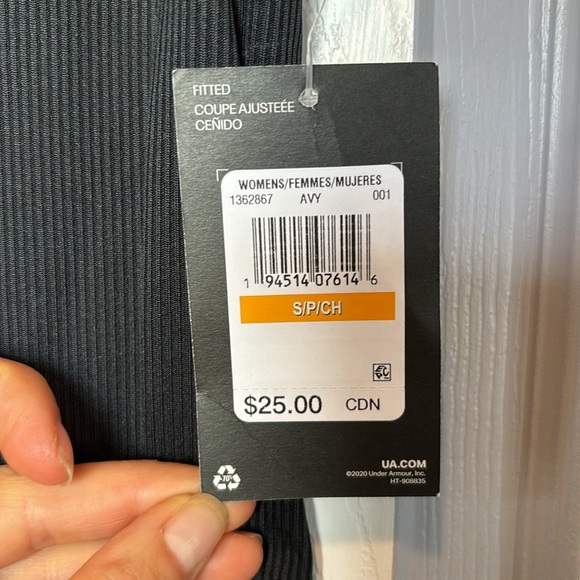 FITTED
COUPE AJUSTEÉE
CEÑIDO
WOMENS/FEMMES/MUJERES
1362867 AVY 001
1 94514 07614 6
S/P/CH
$25.00 CDN
UA.COM
©2020 Under Armour, Inc.
HT-908835